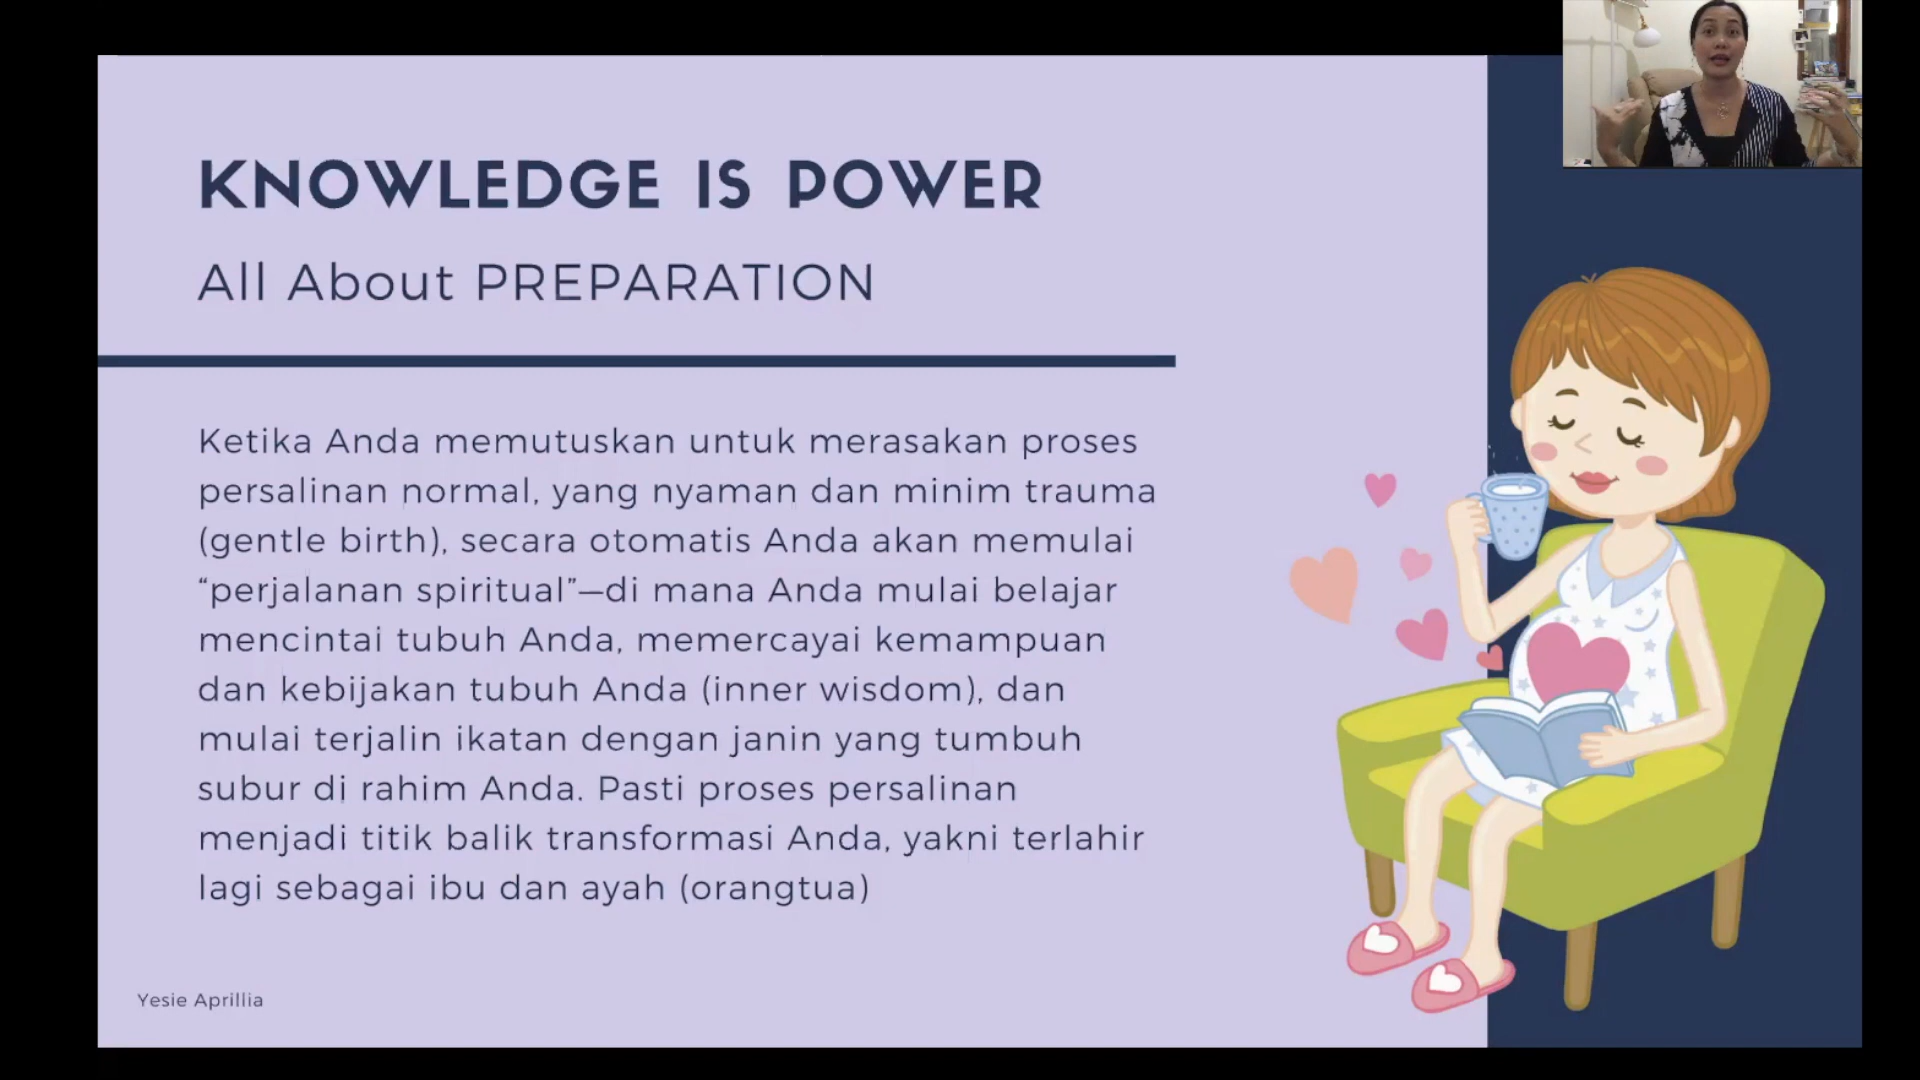 KNOWLEDGE IS POWER
All About PREPARATION
Ketika Anda memutuskan untuk merasakan proses
persalinan normal, yang nyaman dan minim trauma
(gentle birth), secara otomatis Anda akan memulai
“perjalanan spiritual”—di mana Anda mulai belajar
mencintai tubuh Anda, memercayai kemampuan
dan kebijakan tubuh Anda (inner wisdom), dan
mulai terjalin ikatan dengan janin yang tumbuh
subur di rahim Anda. Pasti proses persalinan
menjadi titik balik transformasi Anda, yakni terlahir
lagi sebagai ibu dan ayah (orangtua)
Yesie Aprillia